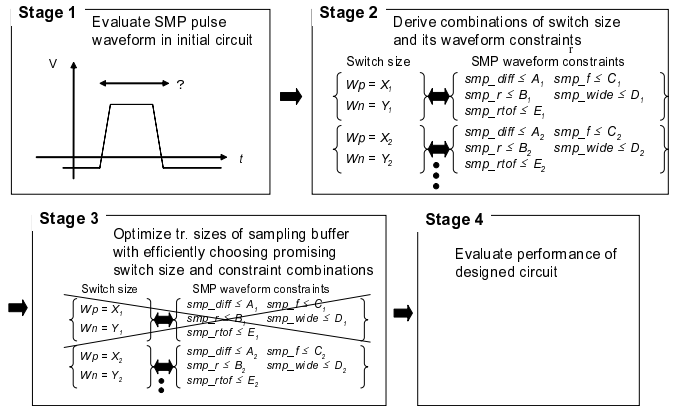 Stage 1
Evaluate SMP pulse
waveform in initial circuit
V
?
t
Stage 2
Derive combinations of switch size
and its waveform constraints
r
Switch size SMP waveform constraints
Wp = X1 smp_diff ≤ A1 smp_f ≤ C1
Wn = Y1 smp_r ≤ B1 smp_wide ≤ D1
smp_rtof ≤ E1
Wp = X2 smp_diff ≤ A2 smp_f ≤ C2
Wn = Y2 smp_r ≤ B2 smp_wide ≤ D2
smp_rtof ≤ E2
Stage 3
Optimize tr. sizes of sampling buffer
with efficiently choosing promising
switch size and constraint combinations
Switch size SMP waveform constraints
Wp = X1 smp_diff ≤ A1 smp_f ≤ C1
Wn = Y1 smp_r ≤ B1 smp_wide ≤ D1
smp_rtof ≤ E1
Wp = X2 smp_diff ≤ A2 smp_f ≤ C2
Wn = Y2 smp_r ≤ B2 smp_wide ≤ D2
smp_rtof ≤ E2
Stage 4
Evaluate performance of
designed circuit